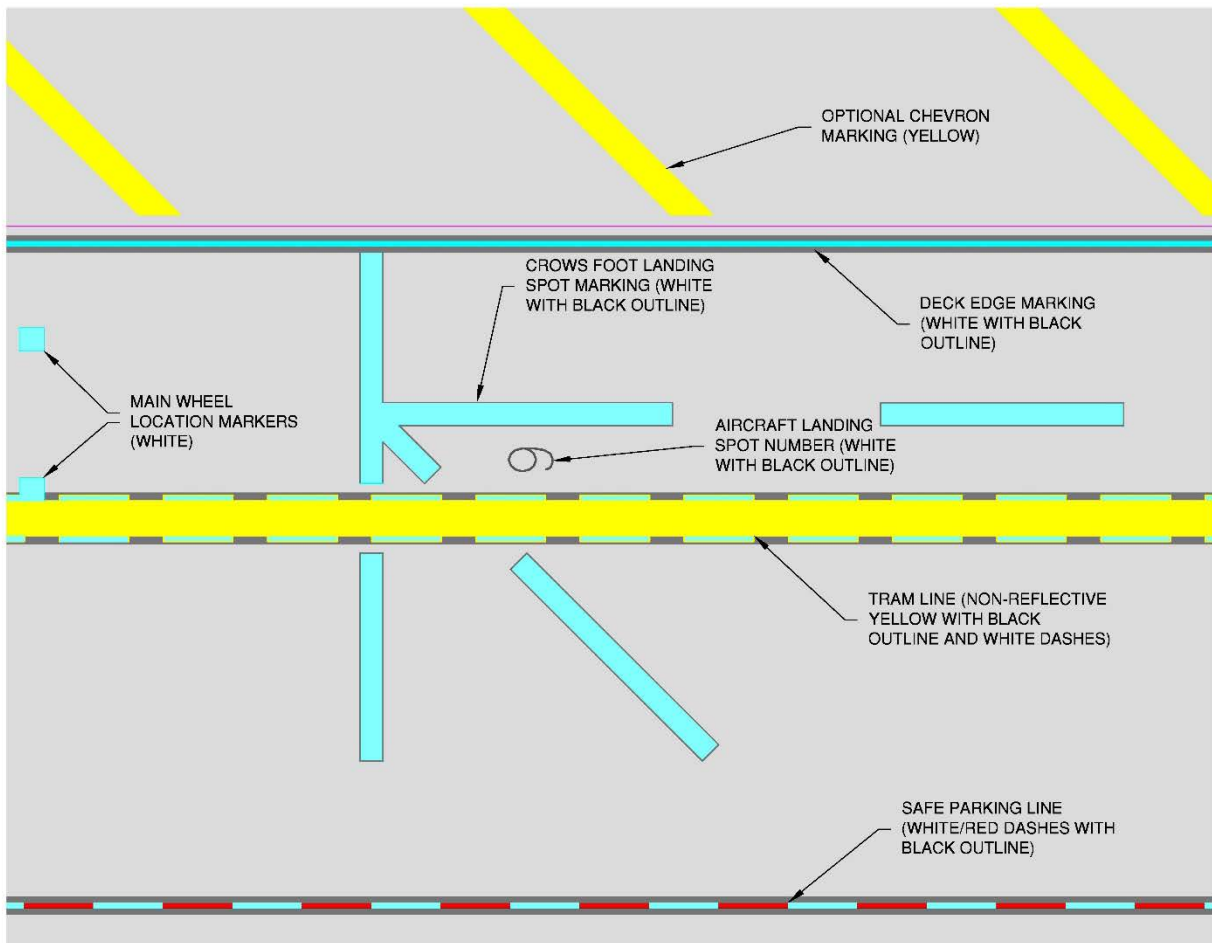 OPTIONAL CHEVRON
MARKING (YELLOW)
CROWS FOOT LANDING
SPOT MARKING (WHITE
WITH BLACK OUTLINE)
DECK EDGE MARKING
(WHITE WITH BLACK
OUTLINE)
MAIN WHEEL
LOCATION MARKERS
(WHITE)
AIRCRAFT LANDING
SPOT NUMBER (WHITE
WITH BLACK OUTLINE)
9
TRAM LINE (NON-REFLECTIVE
YELLOW WITH BLACK
OUTLINE AND WHITE DASHES)
SAFE PARKING LINE
(WHITE/RED DASHES WITH
BLACK OUTLINE)